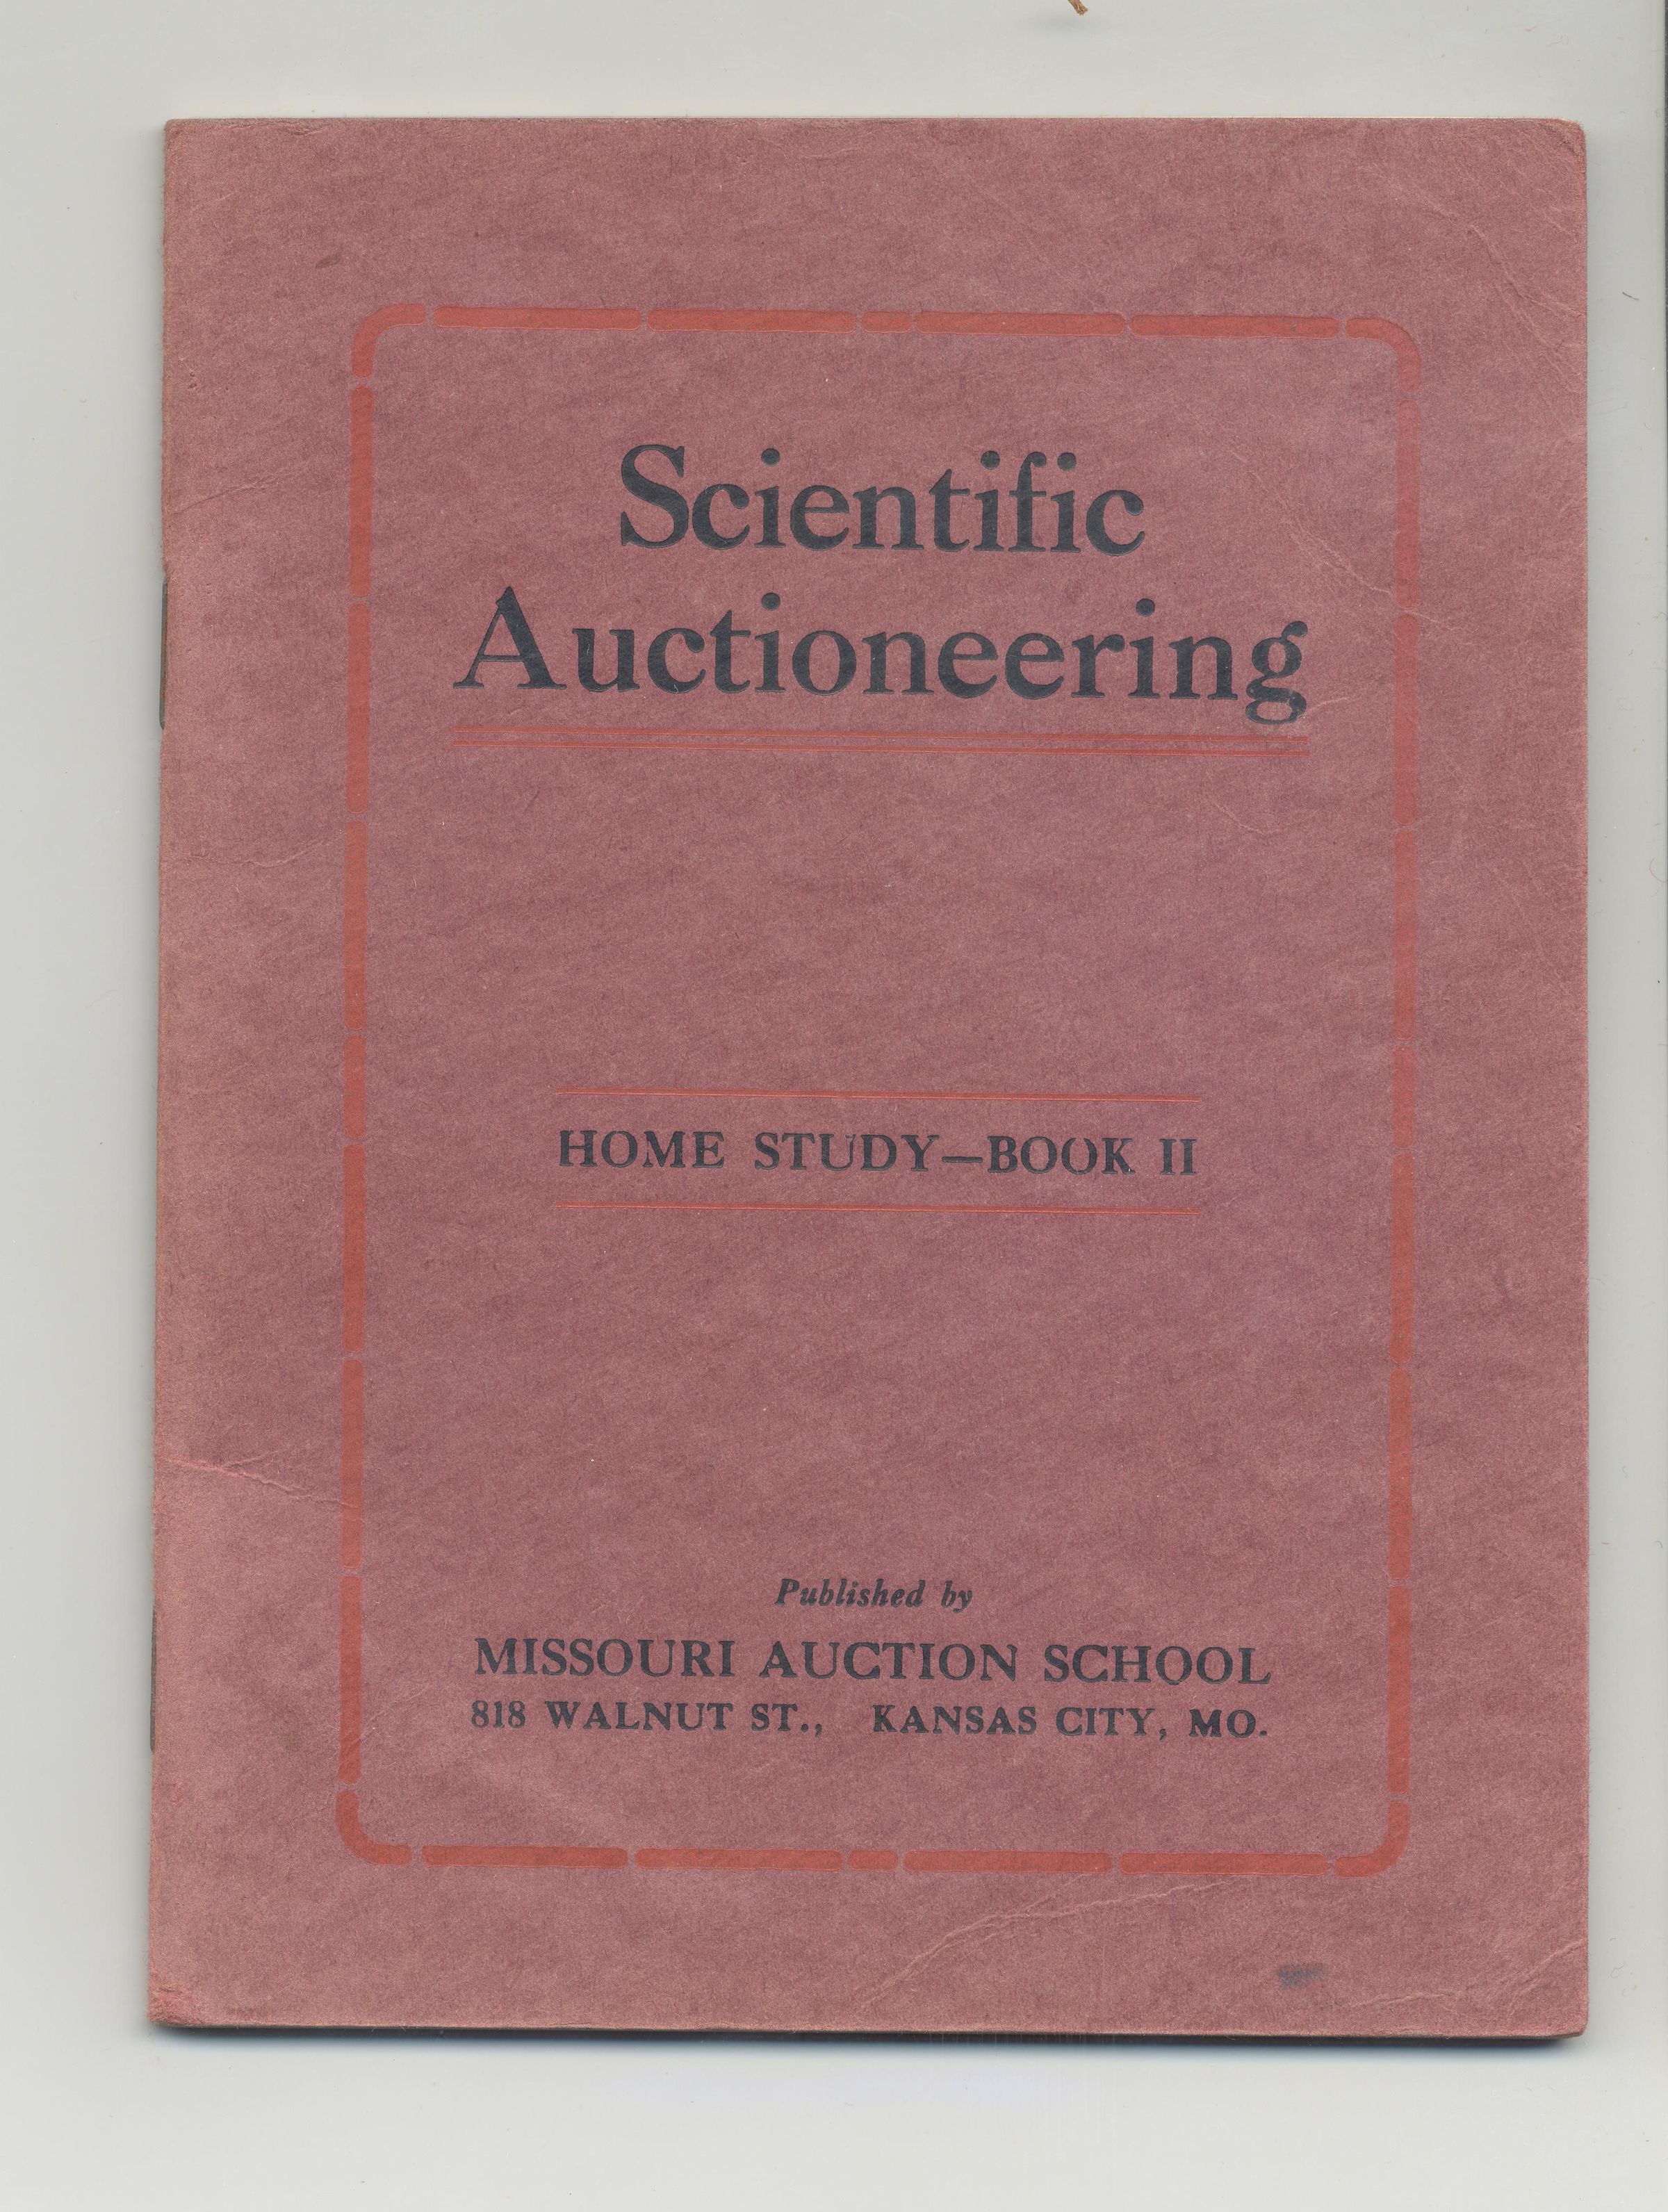 Scientific
Auctioneering
HOME STUDY—BOOK II
Published by
MISSOURI AUCTION SCHOOL
818 WALNUT ST., KANSAS CITY, MO.